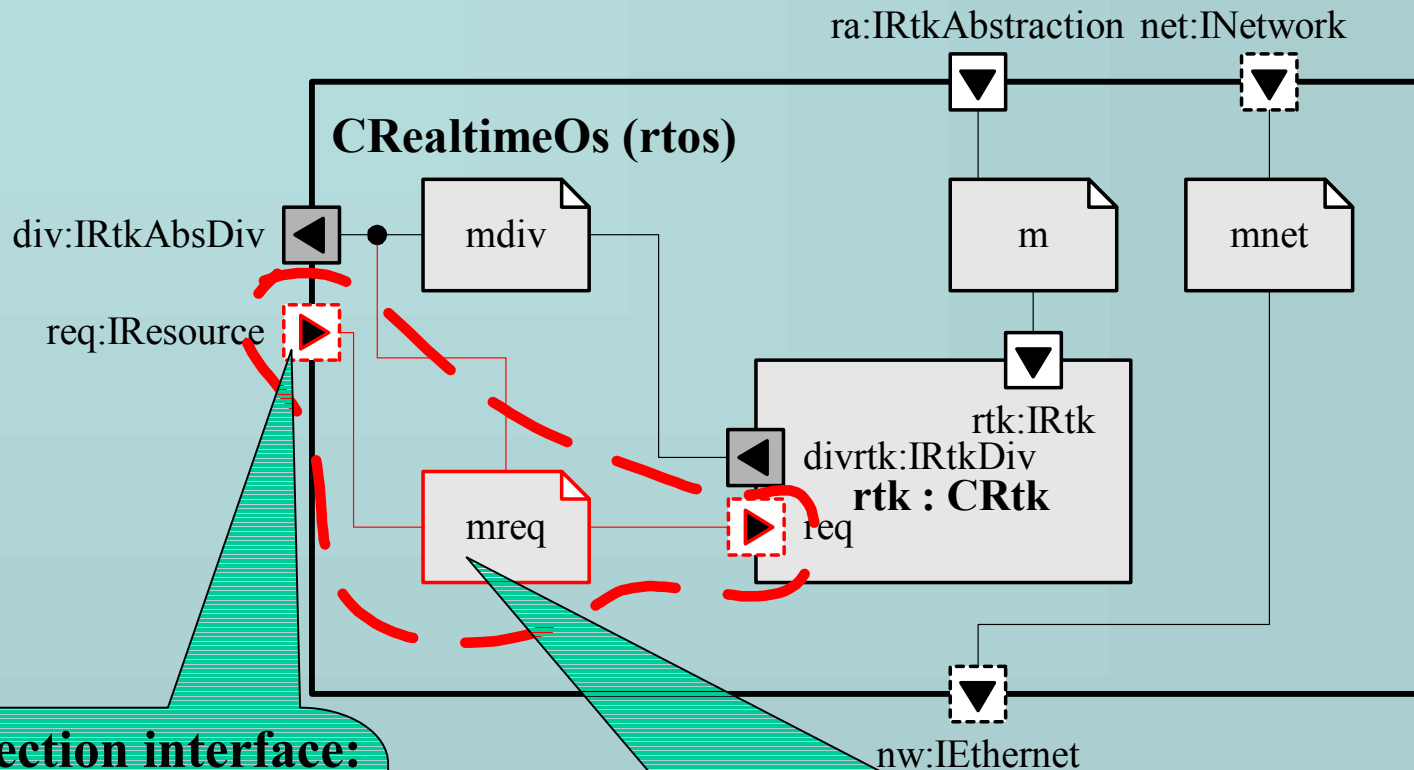 ra:IRtkAbstraction net:INetwork
CRealtimeOs (rtos)
div:IRtkAbsDiv
mdiv
m
mnet
req:IResource
rtk:IRtk
divrtk:IRtkDiv
rtk : CRtk
mreq
req
ection interface:
nw:IEthernet